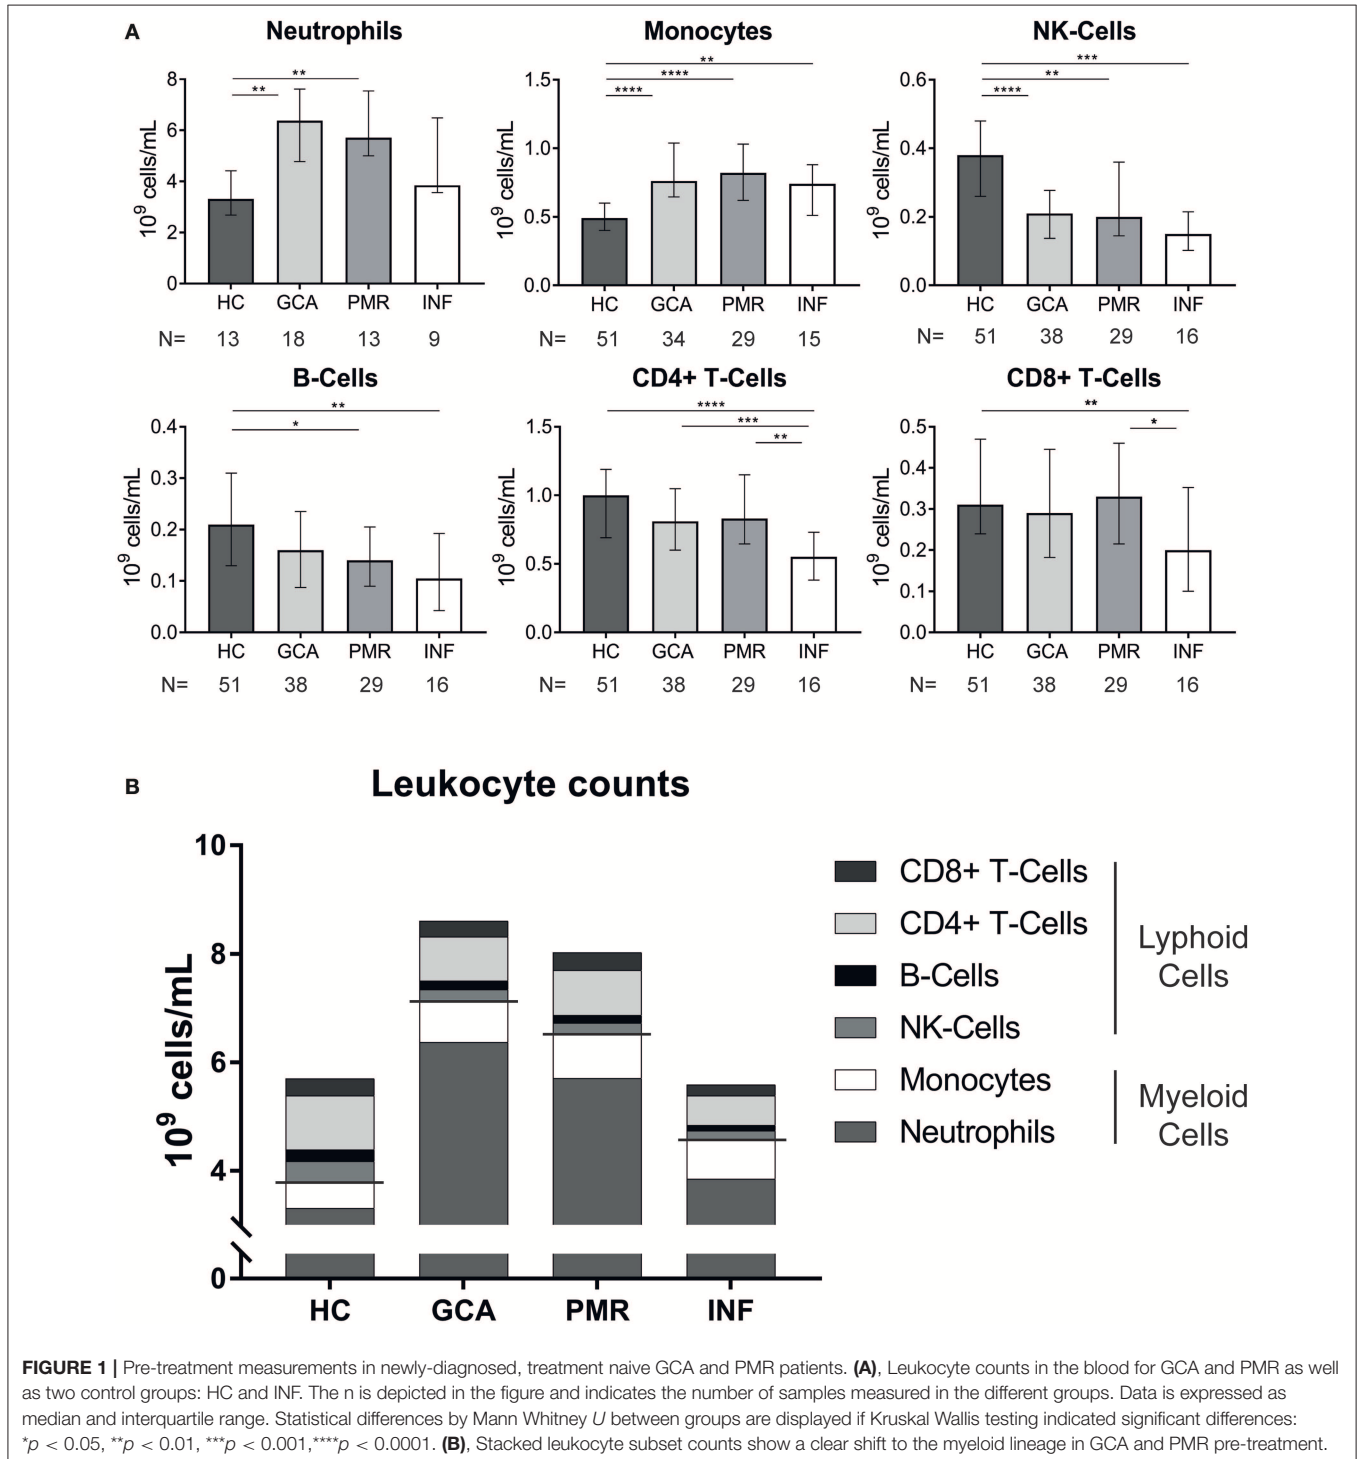 A
Neutrophils
10⁹ cells/mL
8
6
4
2
0
**
**
HC GCA PMR INF
N= 13 18 13 9
Monocytes
10⁹ cells/mL
1.5
1.0
0.5
0.0
**
****
****
HC GCA PMR INF
N= 51 34 29 15
NK-Cells
10⁹ cells/mL
0.6
0.4
0.2
0.0
***
**
****
HC GCA PMR INF
N= 51 38 29 16
B-Cells
10⁹ cells/mL
0.4
0.3
0.2
0.1
0.0
**
*
HC GCA PMR INF
N= 51 38 29 16
CD4+ T-Cells
10⁹ cells/mL
1.5
1.0
0.5
0.0
****
***
**
HC GCA PMR INF
N= 51 38 29 16
CD8+ T-Cells
10⁹ cells/mL
0.5
0.4
0.3
0.2
0.1
0.0
**
*
HC GCA PMR INF
N= 51 38 29 16
B
Leukocyte counts
10⁹ cells/mL
10
8
6
4
0
HC GCA PMR INF
CD8+ T-Cells
CD4+ T-Cells
B-Cells
NK-Cells
Lyphoid
Cells
Monocytes
Neutrophils
Myeloid
Cells
FIGURE 1 | Pre-treatment measurements in newly-diagnosed, treatment naive GCA and PMR patients. (A), Leukocyte counts in the blood for GCA and PMR as well
as two control groups: HC and INF. The n is depicted in the figure and indicates the number of samples measured in the different groups. Data is expressed as
median and interquartile range. Statistical differences by Mann Whitney U between groups are displayed if Kruskal Wallis testing indicated significant differences:
*p < 0.05, **p < 0.01, ***p < 0.001,****p < 0.0001. (B), Stacked leukocyte subset counts show a clear shift to the myeloid lineage in GCA and PMR pre-treatment.